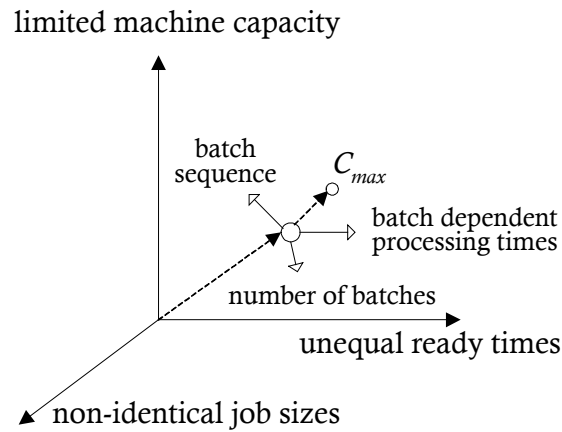 limited machine capacity
batch
sequence
C_max
batch dependent
processing times
number of batches
unequal ready times
non-identical job sizes